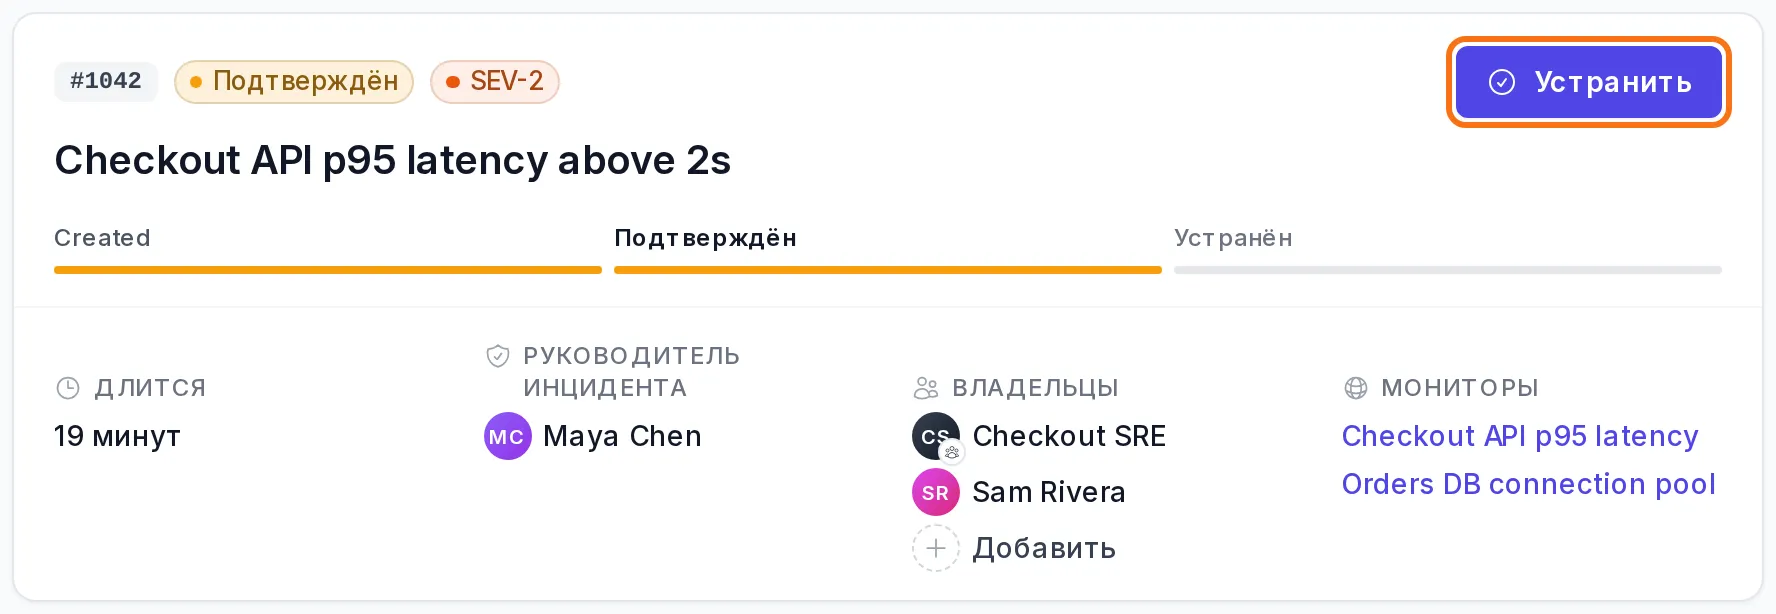 #1042
Подтверждён
SEV-2
Устранить
Checkout API p95 latency above 2s
Created
Подтверждён
Устранён
ДЛИТСЯ
19 минут
РУКОВОДИТЕЛЬ
ИНЦИДЕНТА
MC
Maya Chen
ВЛАДЕЛЬЦЫ
CS
Checkout SRE
SR
Sam Rivera
Добавить
МОНИТОРЫ
Checkout API p95 latency
Orders DB connection pool